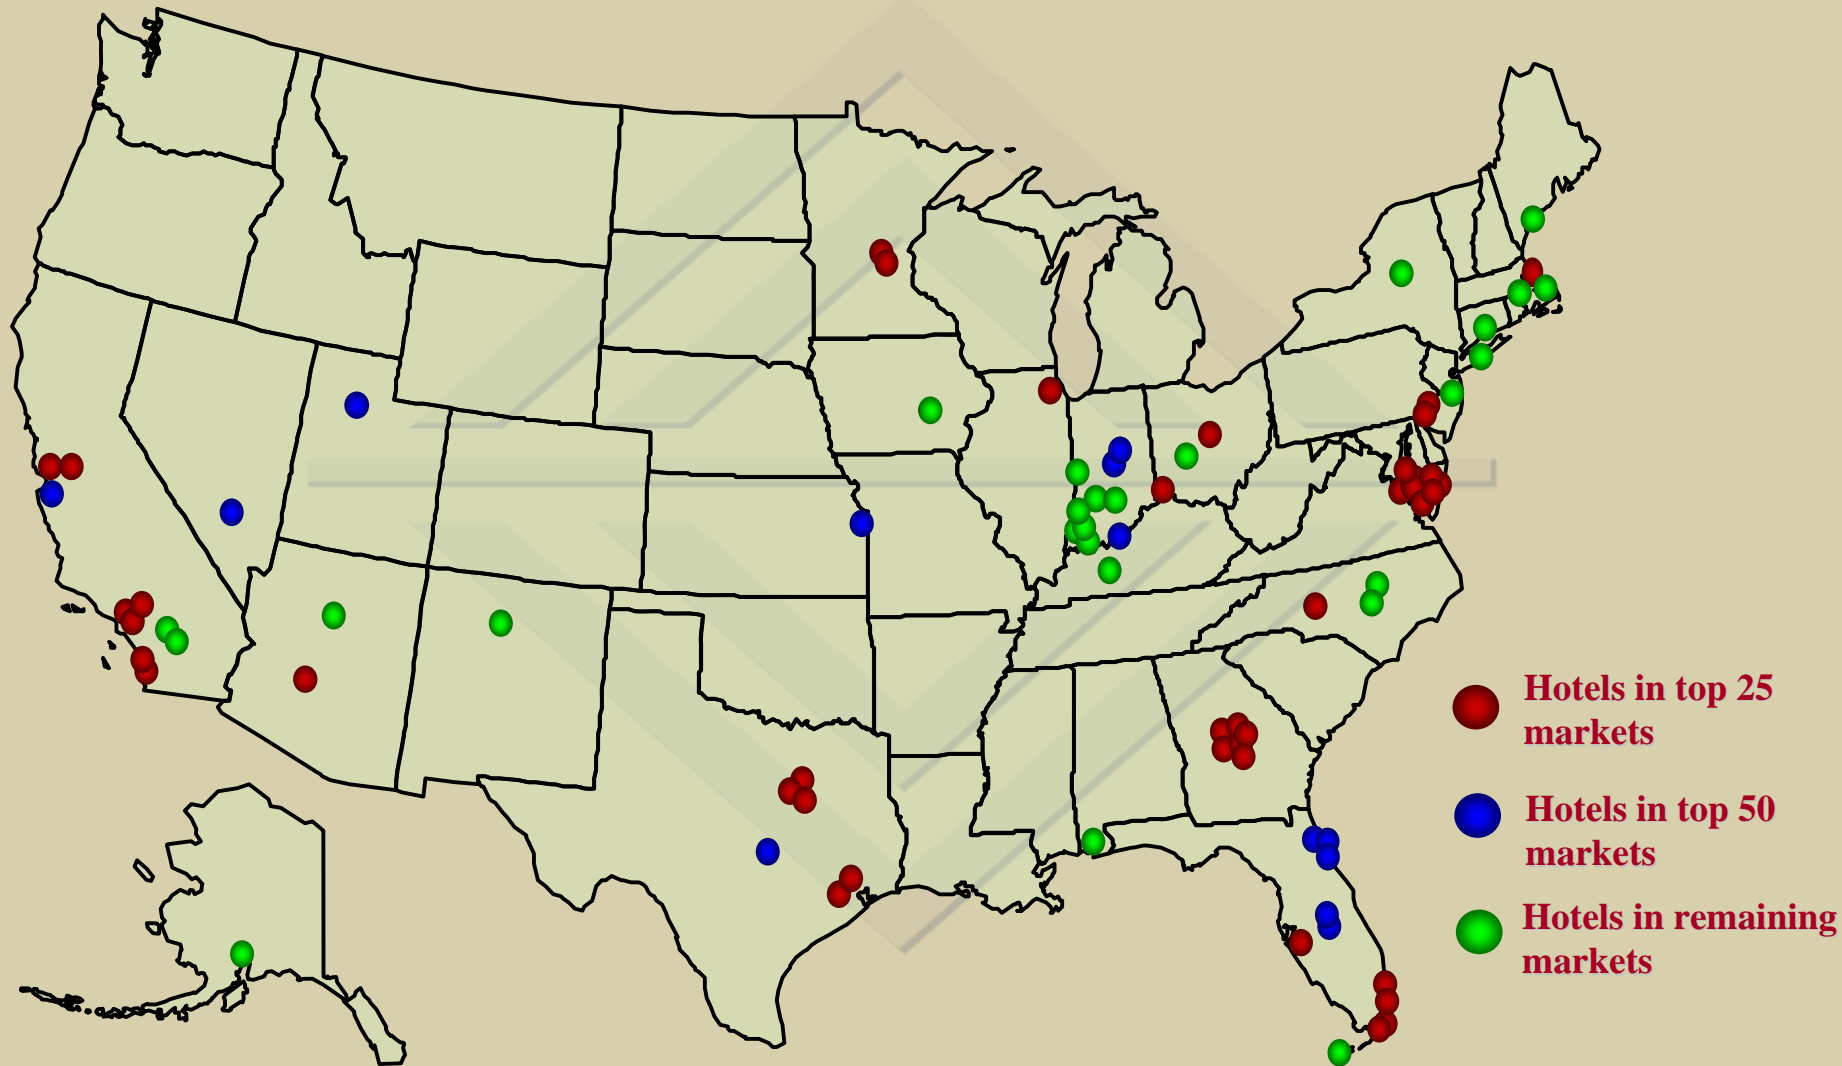 Hotels in top 25
markets
Hotels in top 50
markets
Hotels in remaining
markets